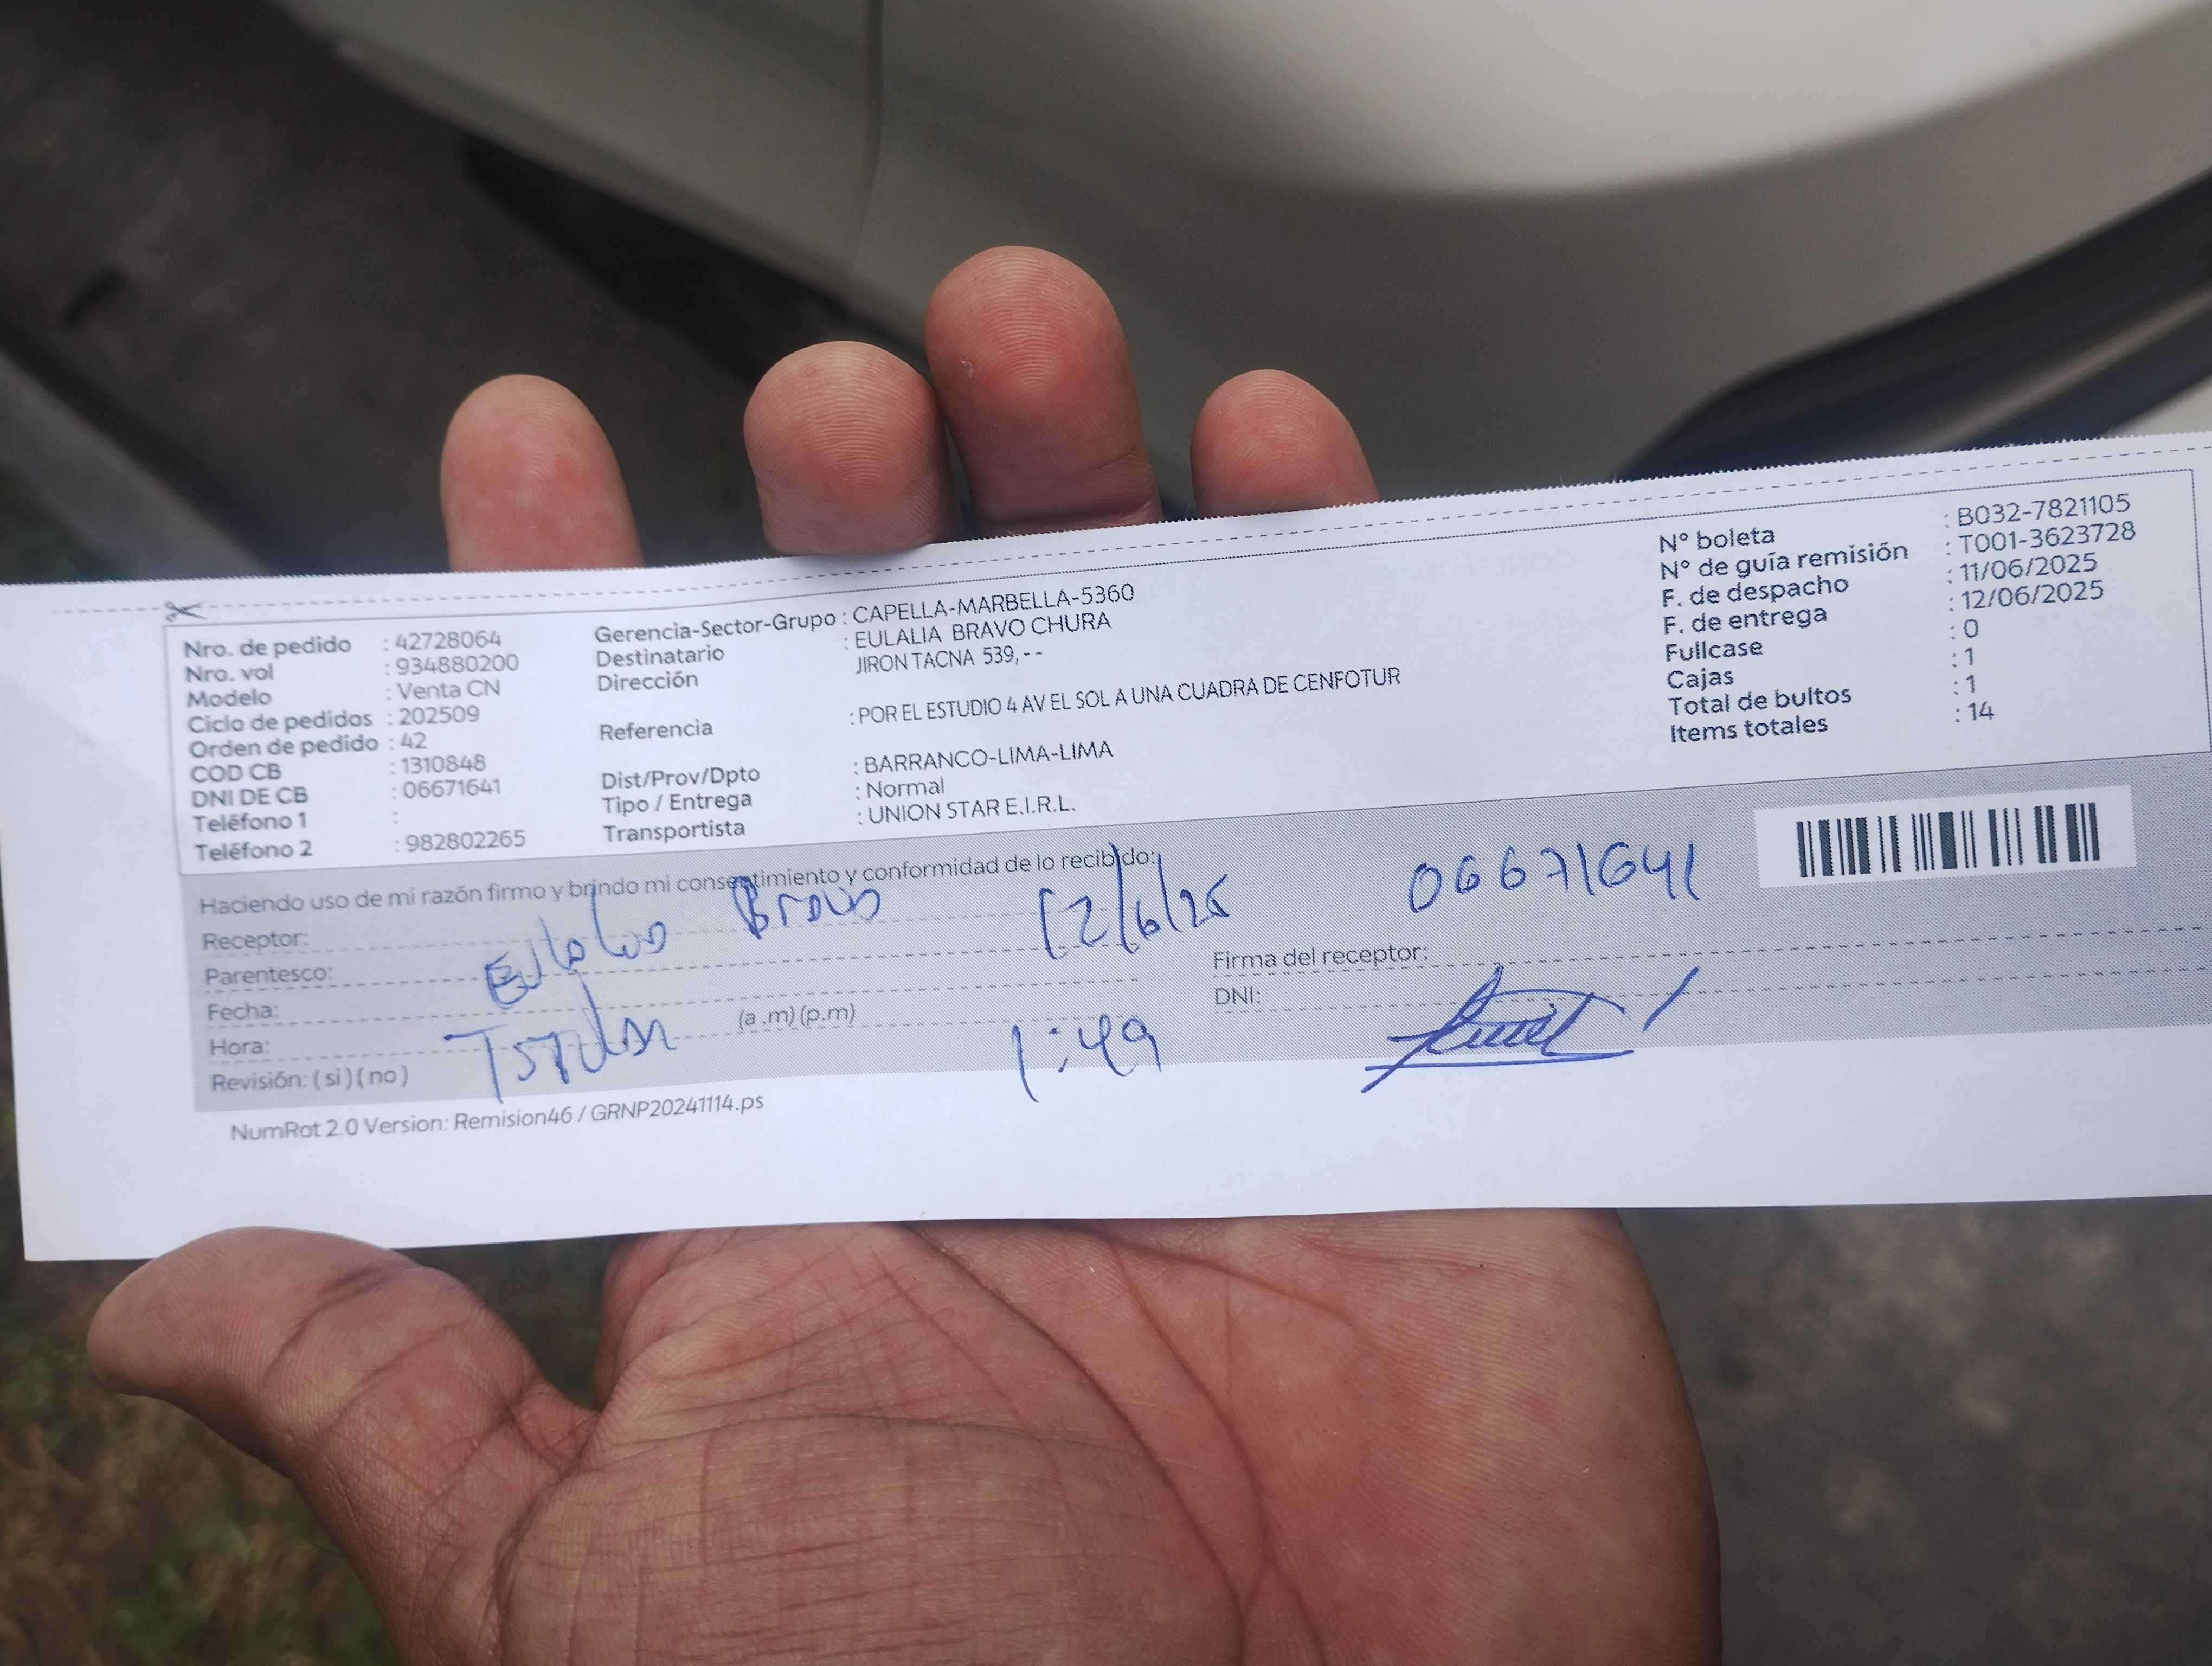 Nro. de pedido : 42728064
Nro. vol : 934880200
Modelo : Venta CN
Ciclo de pedidos : 202509
Orden de pedido : 42
COD CB : 1310848
DNI DE CB : 06671641
Teléfono 1 :
Teléfono 2 : 982802265
Gerencia-Sector-Grupo : CAPELLA-MARBELLA-5360
Destinatario : EULALIA BRAVO CHURA
Dirección JIRON TACNA 539, - -
Referencia : POR EL ESTUDIO 4 AV EL SOL A UNA CUADRA DE CENFOTUR
Dist/Prov/Dpto : BARRANCO-LIMA-LIMA
Tipo / Entrega : Normal
Transportista : UNION STAR E.I.R.L.
N° boleta : B032-7821105
N° de guía remisión : T001-3623728
F. de despacho : 11/06/2025
F. de entrega : 12/06/2025
Fullcase : 0
Cajas : 1
Total de bultos : 1
Items totales : 14
Haciendo uso de mi razón firmo y brindo mi consentimiento y conformidad de lo recibido:
Receptor: Bravo
Parentesco:
Fecha: 12/6/25
Hora: (a .m) (p.m) 1:49
Revisión: ( si ) ( no )
06671641
Firma del receptor:
DNI:
NumRot 2.0 Version: Remision46 / GRNP20241114.ps